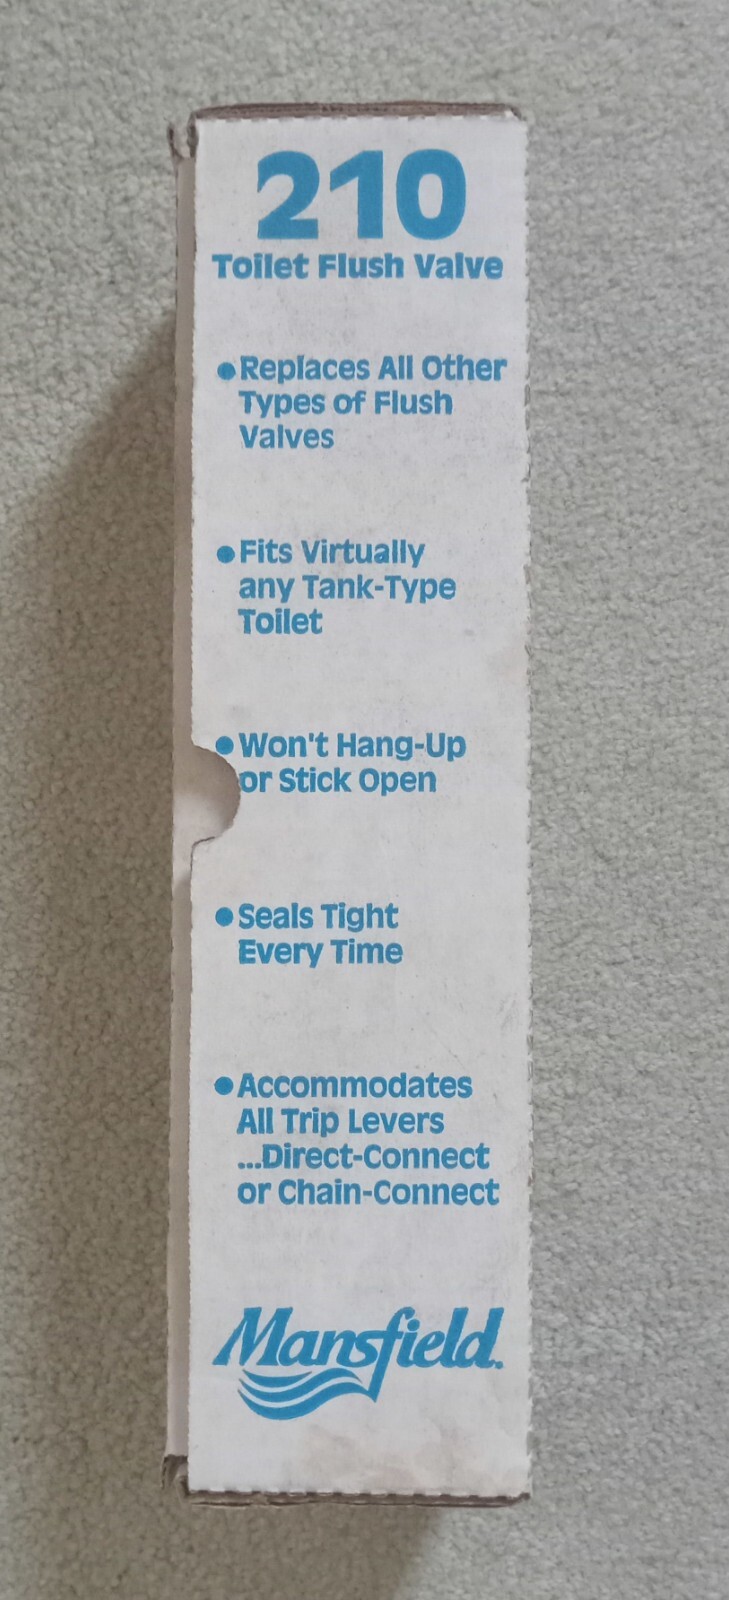 210
Toilet Flush Valve
•Replaces All Other
Types of Flush
Valves
•Fits Virtually
any Tank-Type
Toilet
•Won't Hang-Up
or Stick Open
•Seals Tight
Every Time
•Accommodates
All Trip Levers
...Direct-Connect
or Chain-Connect
Mansfield.